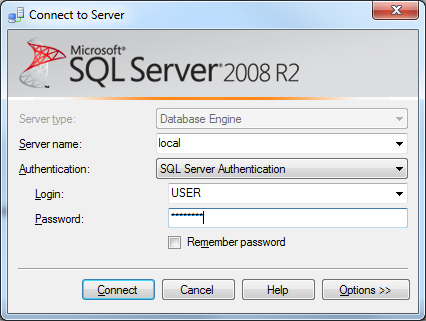 Connect to Server
Microsoft®
SQL Server® 2008 R2
Server type: Database Engine
Server name: local
Authentication: SQL Server Authentication
Login: USER
Password: ********
Remember password
Connect Cancel Help Options >>